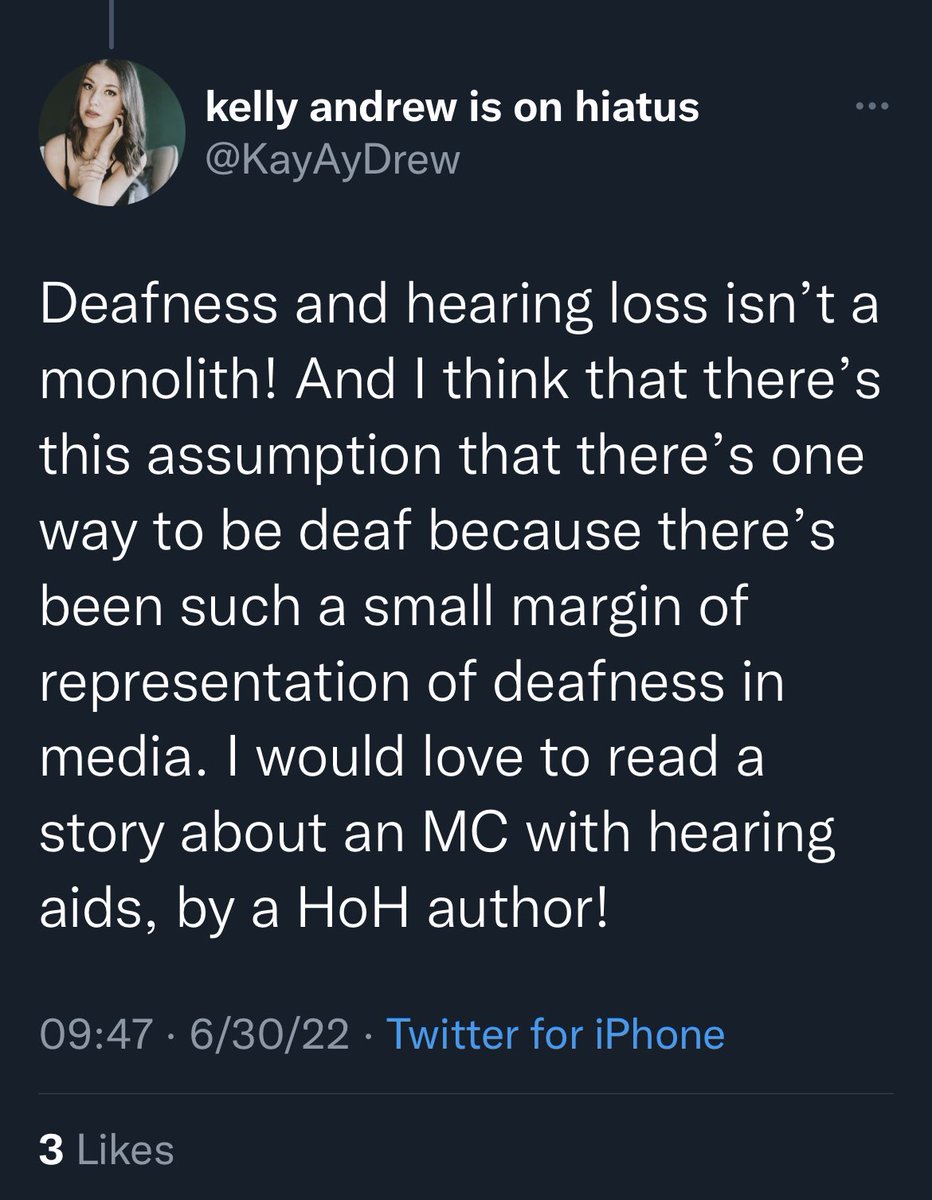 kelly andrew is on hiatus
@KayAyDrew
Deafness and hearing loss isn’t a
monolith! And I think that there’s
this assumption that there’s one
way to be deaf because there’s
been such a small margin of
representation of deafness in
media. I would love to read a
story about an MC with hearing
aids, by a HoH author!
09:47 · 6/30/22 · Twitter for iPhone
3 Likes